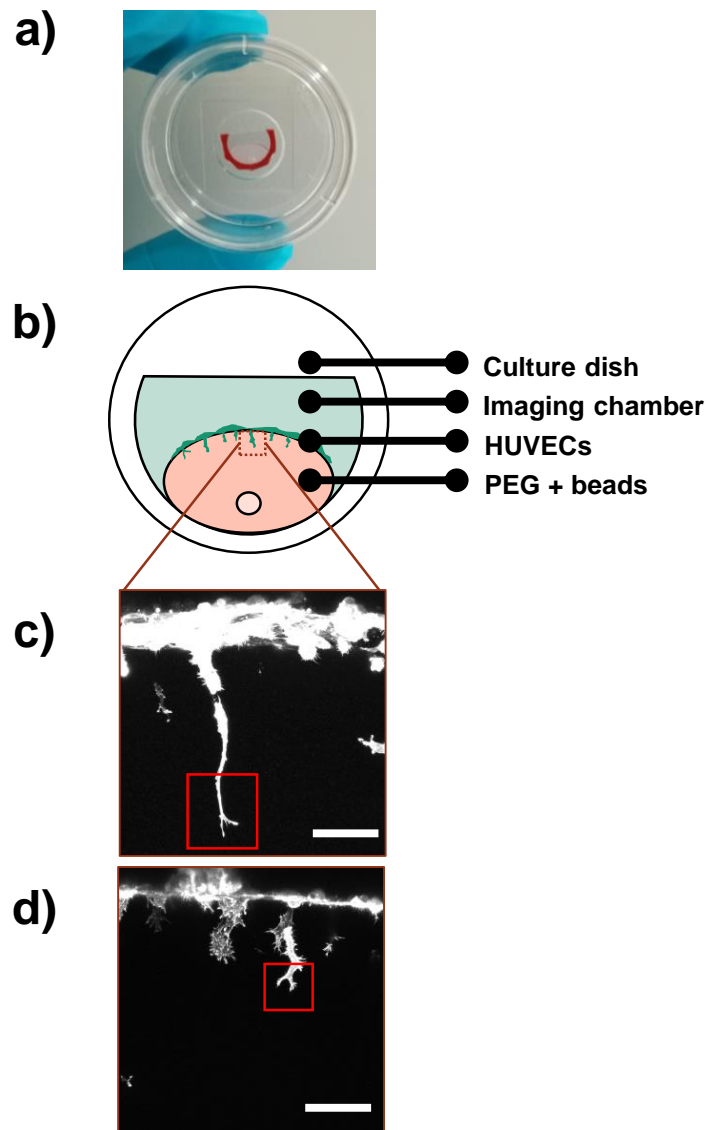 a)
b)
Culture dish
Imaging chamber
HUVECs
PEG + beads
c)
d)